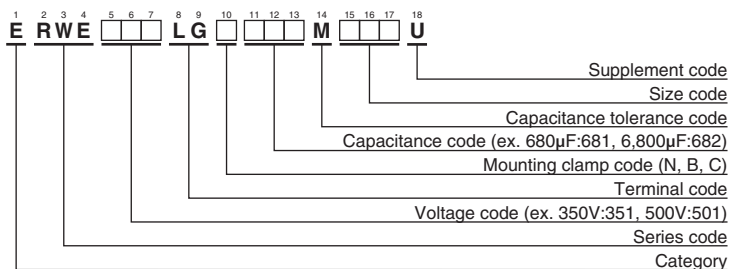 1 2 3 4 5 6 7 8 9 10 11 12 13 14 15 16 17 18
E RWE □□□ LG □ □□□ M □□□ U
Supplement code
Size code
Capacitance tolerance code
Capacitance code (ex. 680µF:681, 6,800µF:682)
Mounting clamp code (N, B, C)
Terminal code
Voltage code (ex. 350V:351, 500V:501)
Series code
Category